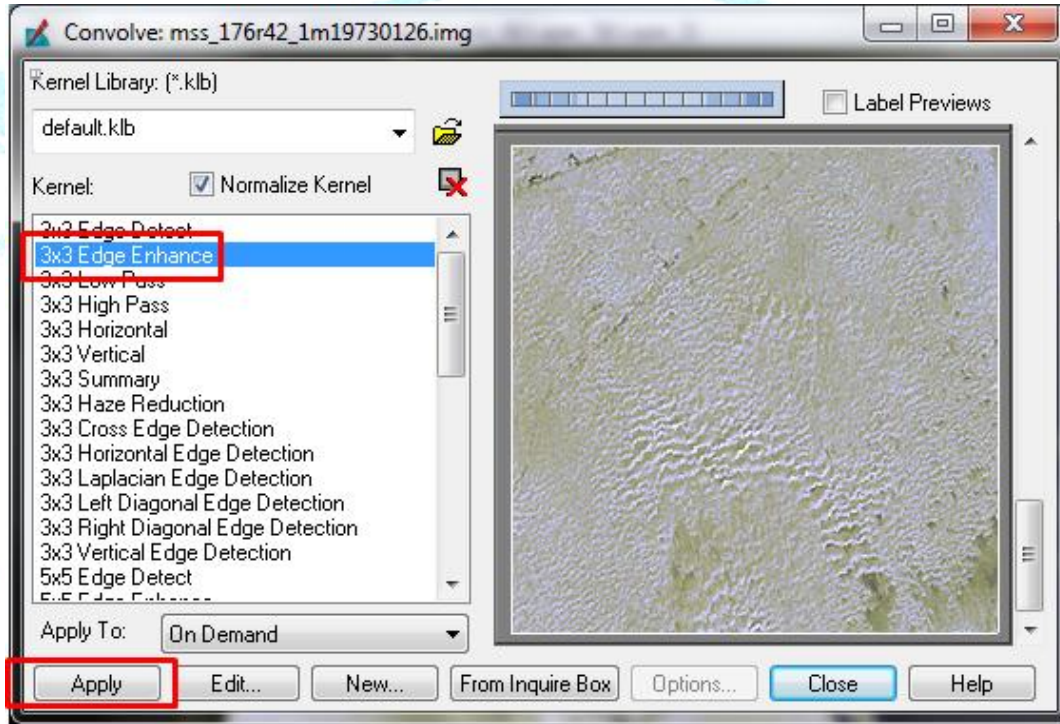 Convolve: mss_176r42_1m19730126.img
Kernel Library: (*.klb)
Label Previews
default.klb
Kernel:
Normalize Kernel
3x3 Edge Detect
3x3 Edge Enhance
3x3 Low Pass
3x3 High Pass
3x3 Horizontal
3x3 Vertical
3x3 Summary
3x3 Haze Reduction
3x3 Cross Edge Detection
3x3 Horizontal Edge Detection
3x3 Laplacian Edge Detection
3x3 Left Diagonal Edge Detection
3x3 Right Diagonal Edge Detection
3x3 Vertical Edge Detection
5x5 Edge Detect
5x5 Edge Enhance
Apply To:
On Demand
Apply
Edit...
New...
From Inquire Box
Options...
Close
Help